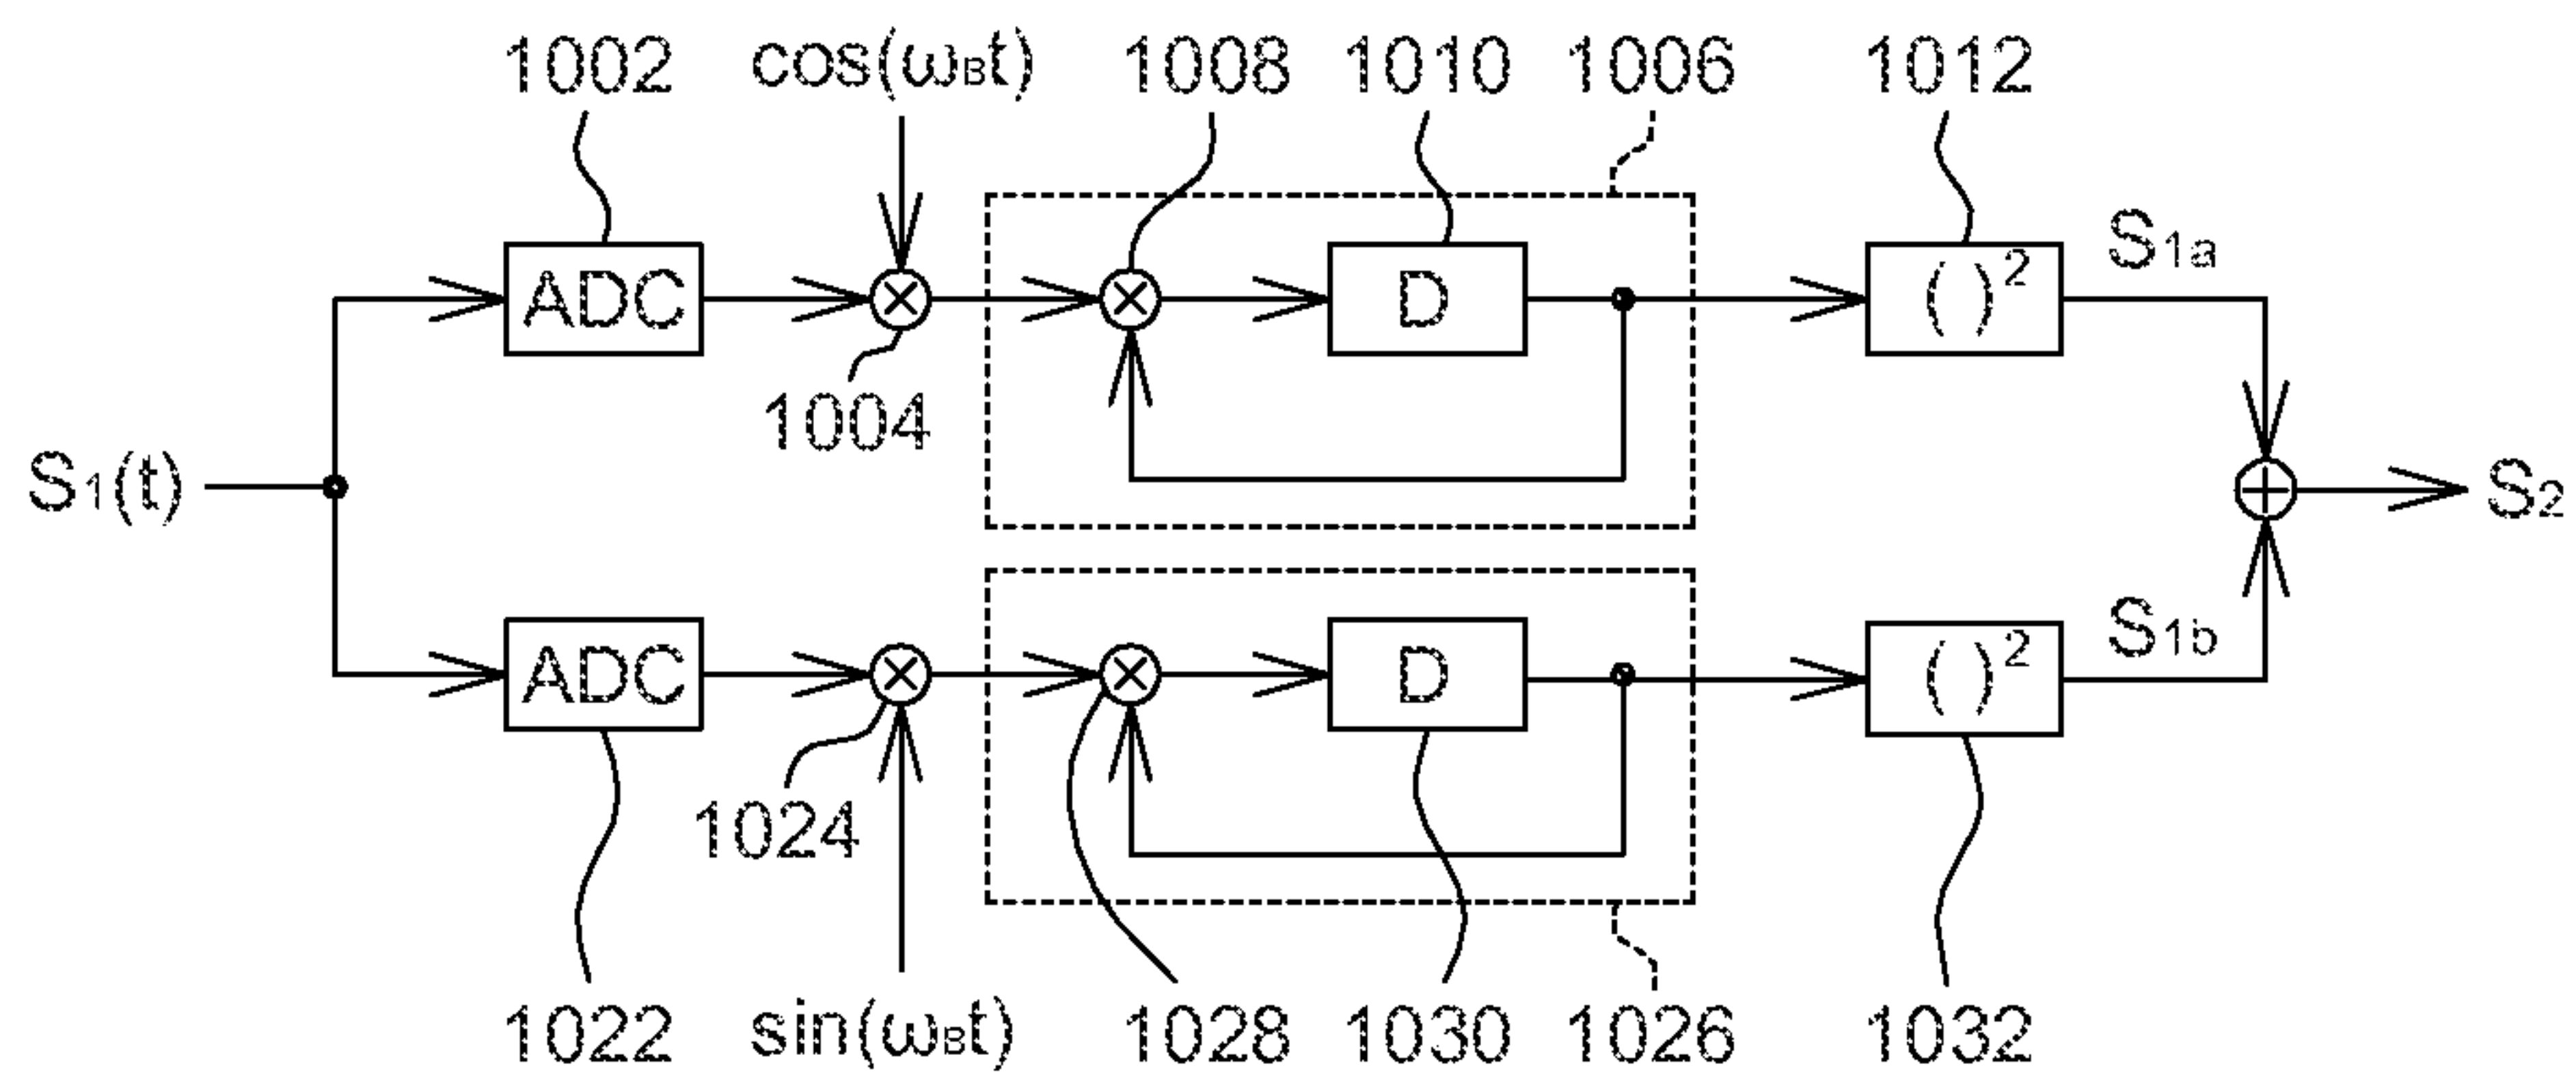 1002 cos(ωBt) 1008 1010 1006 1012
ADC D ( )² S1a
1004
S1(t) S2
ADC D ( )² S1b
1024
1022 sin(ωBt) 1028 1030 1026 1032